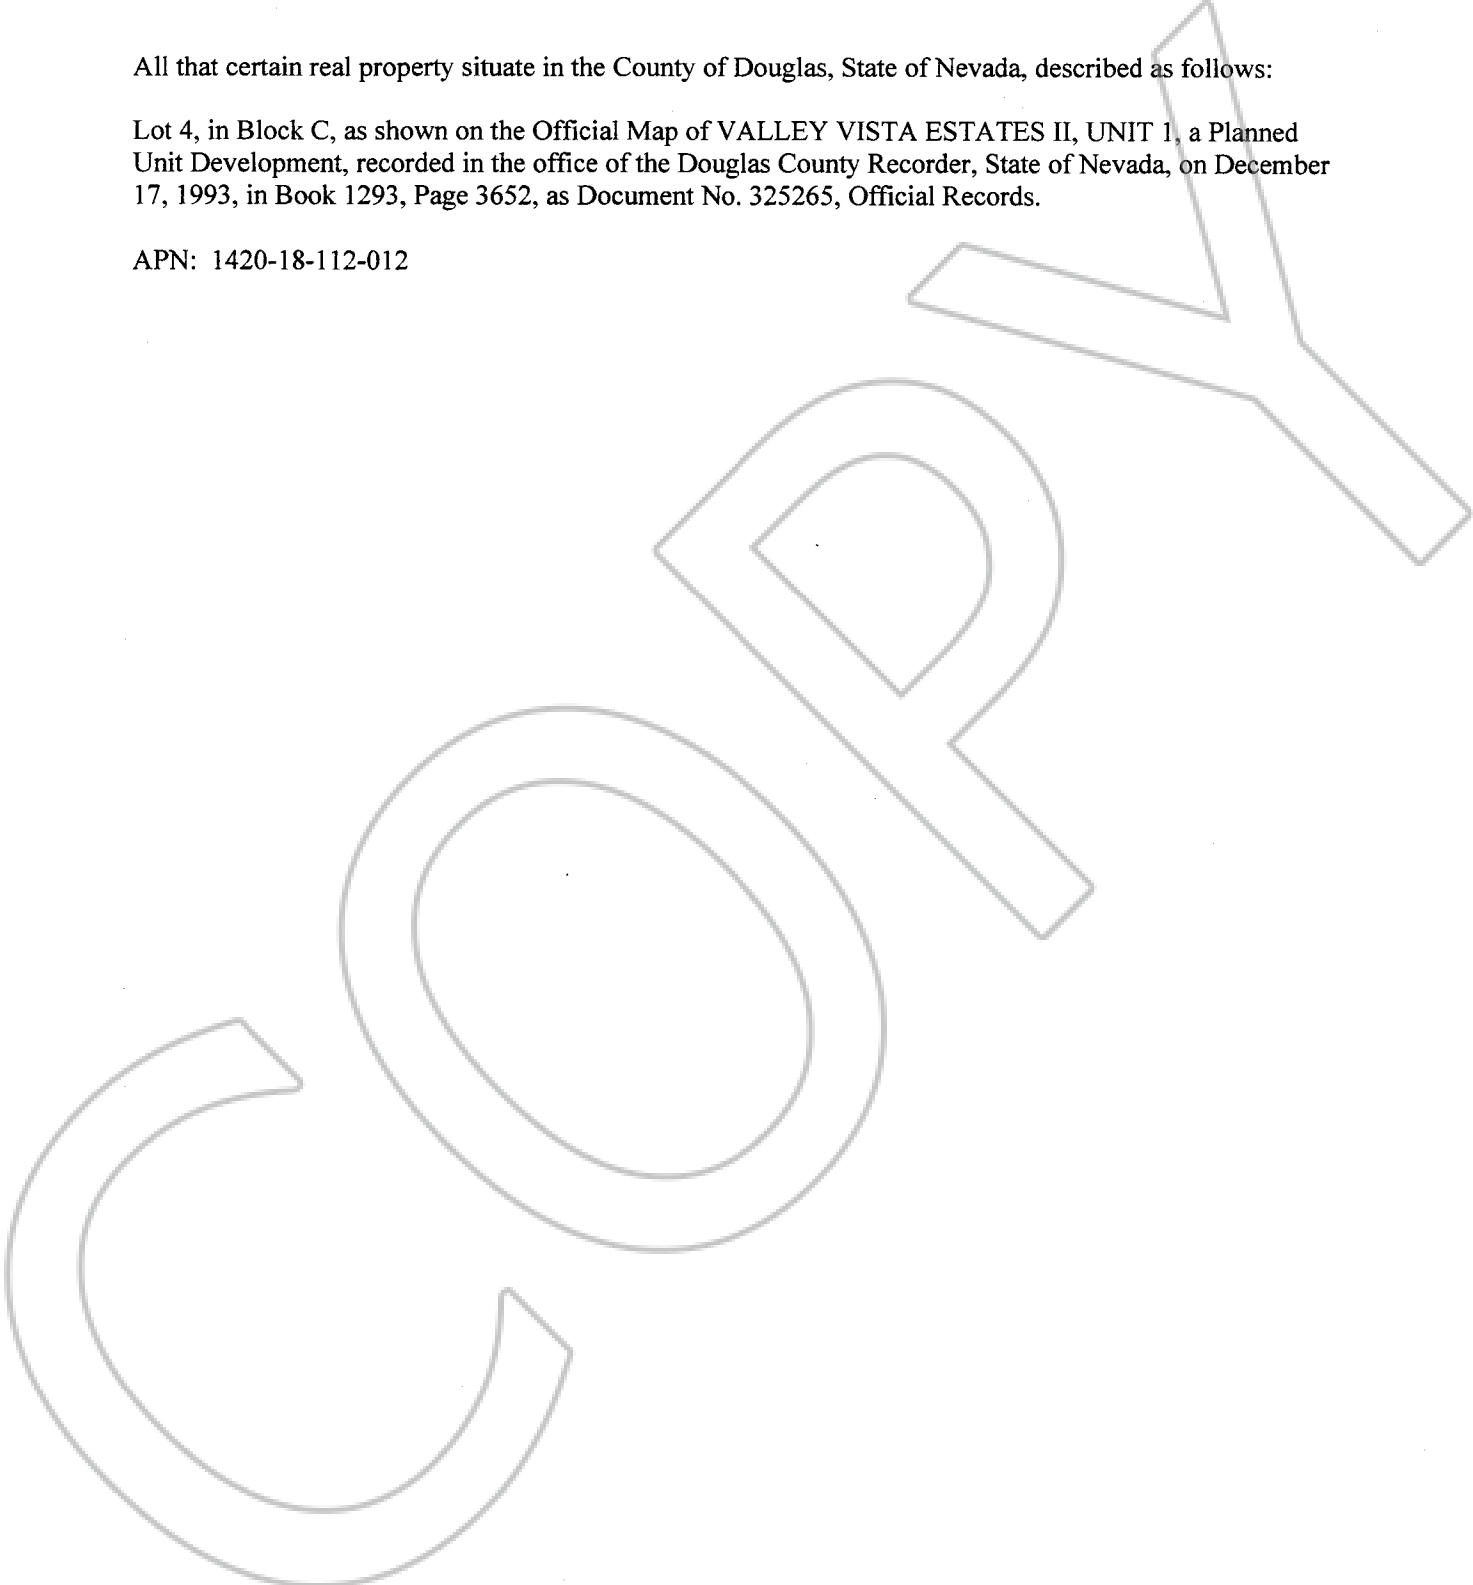 All that certain real property situate in the County of Douglas, State of Nevada, described as follows:
Lot 4, in Block C, as shown on the Official Map of VALLEY VISTA ESTATES II, UNIT 1, a Planned
Unit Development, recorded in the office of the Douglas County Recorder, State of Nevada, on December
17, 1993, in Book 1293, Page 3652, as Document No. 325265, Official Records.
APN: 1420-18-112-012
COPY